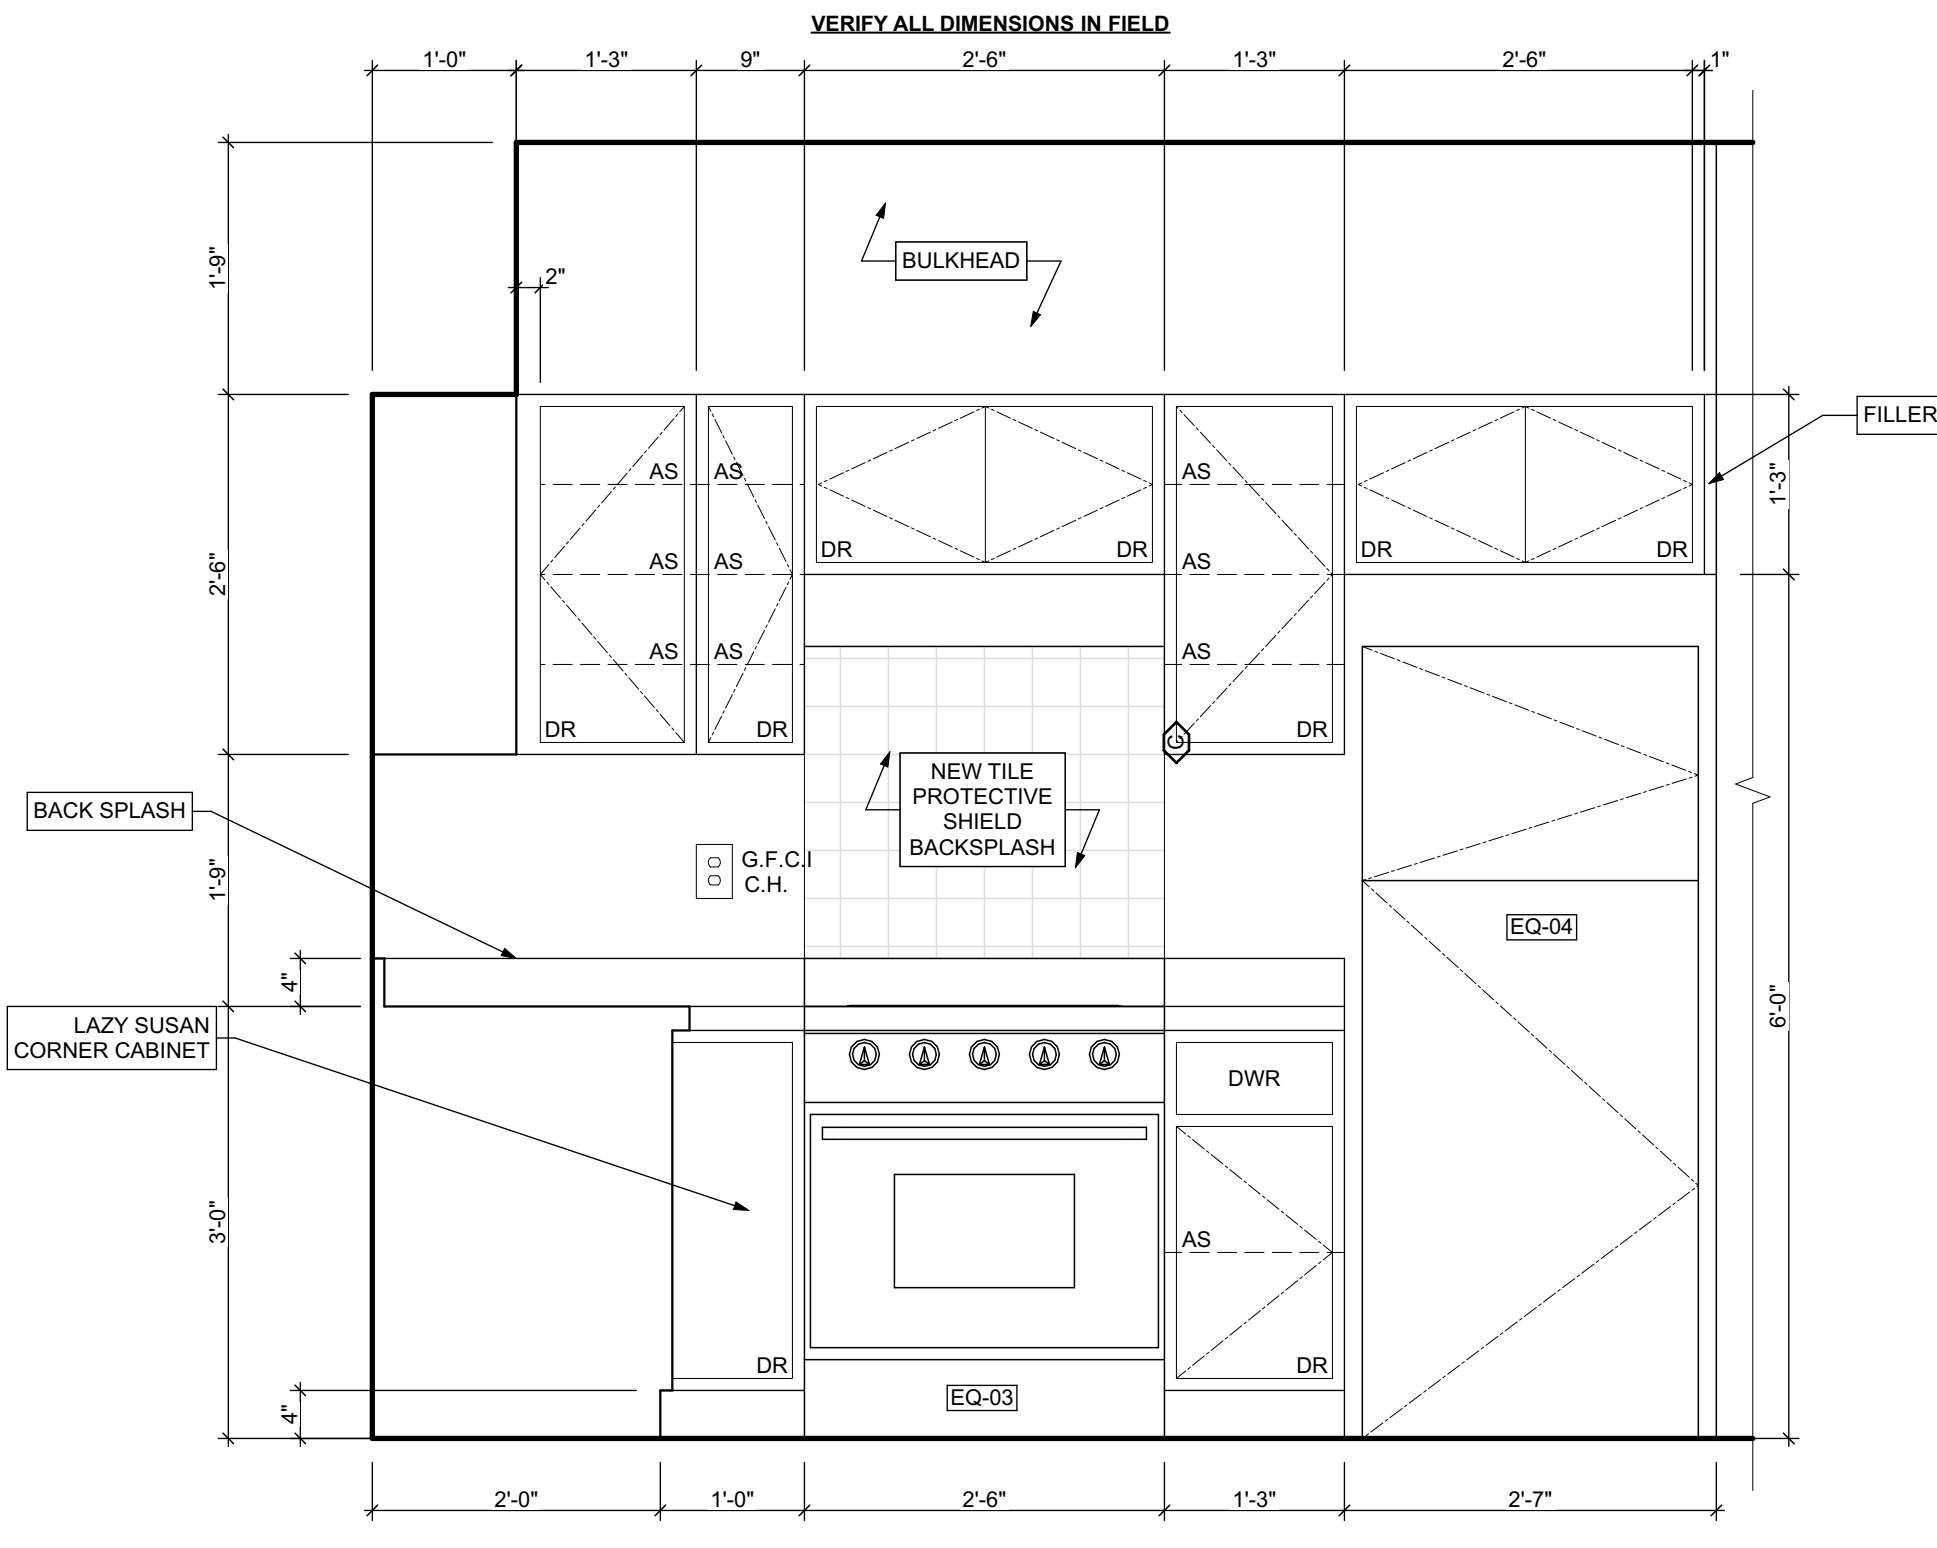 VERIFY ALL DIMENSIONS IN FIELD
1'-0"
1'-3"
9"
2'-6"
1'-3"
2'-6"
1"
1'-9"
2"
BULKHEAD
FILLER
2'-6"
1'-3"
AS
AS
AS
AS
AS
AS
AS
AS
AS
DR
DR
DR
DR
DR
DR
DR
C
NEW TILE
PROTECTIVE
SHIELD
BACKSPLASH
BACK SPLASH
1'-9"
G.F.C.I
C.H.
EQ-04
4"
6'-0"
LAZY SUSAN
CORNER CABINET
DWR
3'-0"
AS
DR
DR
EQ-03
4"
2'-0"
1'-0"
2'-6"
1'-3"
2'-7"